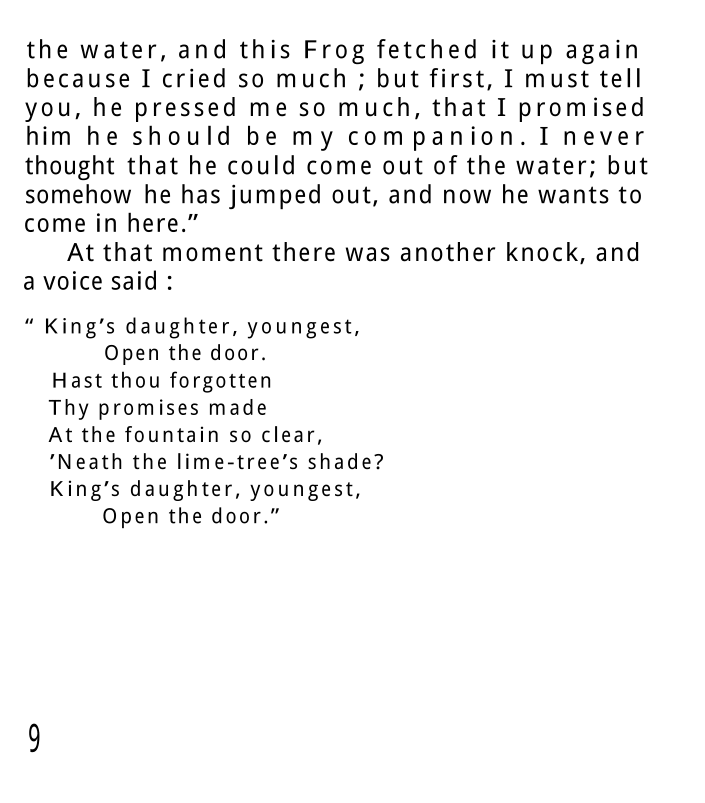 the water, and this Frog fetched it up again
because I cried so much ; but first, I must tell
you, he pressed me so much, that I promised
him he should be my companion. I never
thought that he could come out of the water; but
somehow he has jumped out, and now he wants to
come in here.”
At that moment there was another knock, and
a voice said :
“ King’s daughter, youngest,
Open the door.
Hast thou forgotten
Thy promises made
At the fountain so clear,
’Neath the lime-tree’s shade?
King’s daughter, youngest,
Open the door.”
9